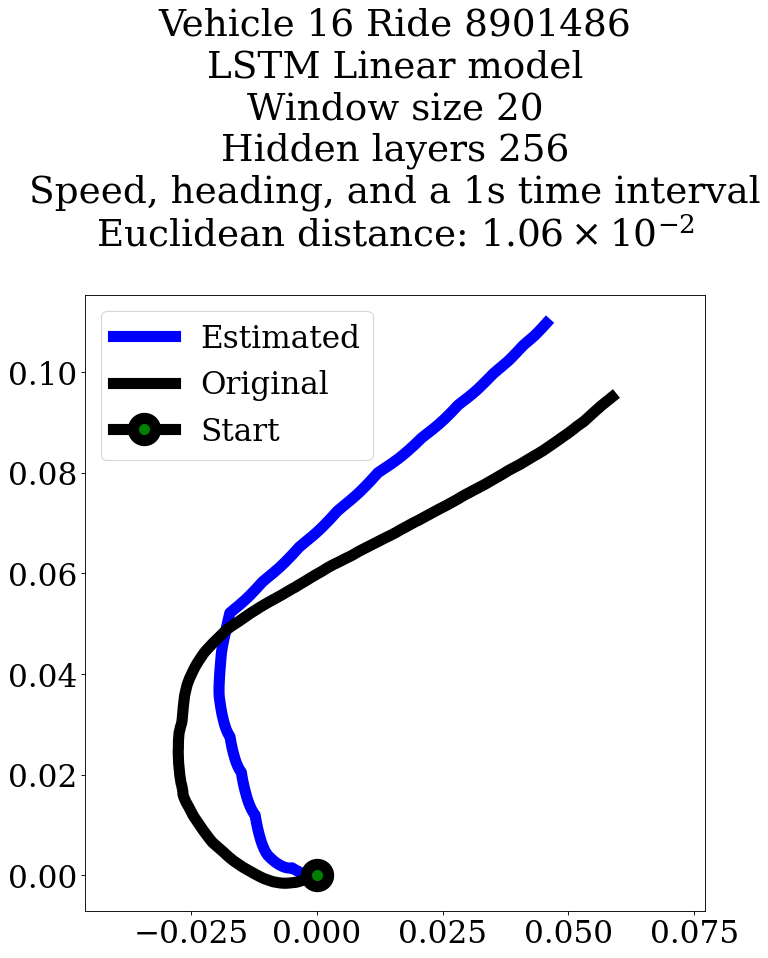 Vehicle 16 Ride 8901486
LSTM Linear model
Window size 20
Hidden layers 256
Speed, heading, and a 1s time interval
Euclidean distance: 1.06 × 10⁻²
Estimated
Original
Start
0.10
0.08
0.06
0.04
0.02
0.00
−0.025 0.000 0.025 0.050 0.075